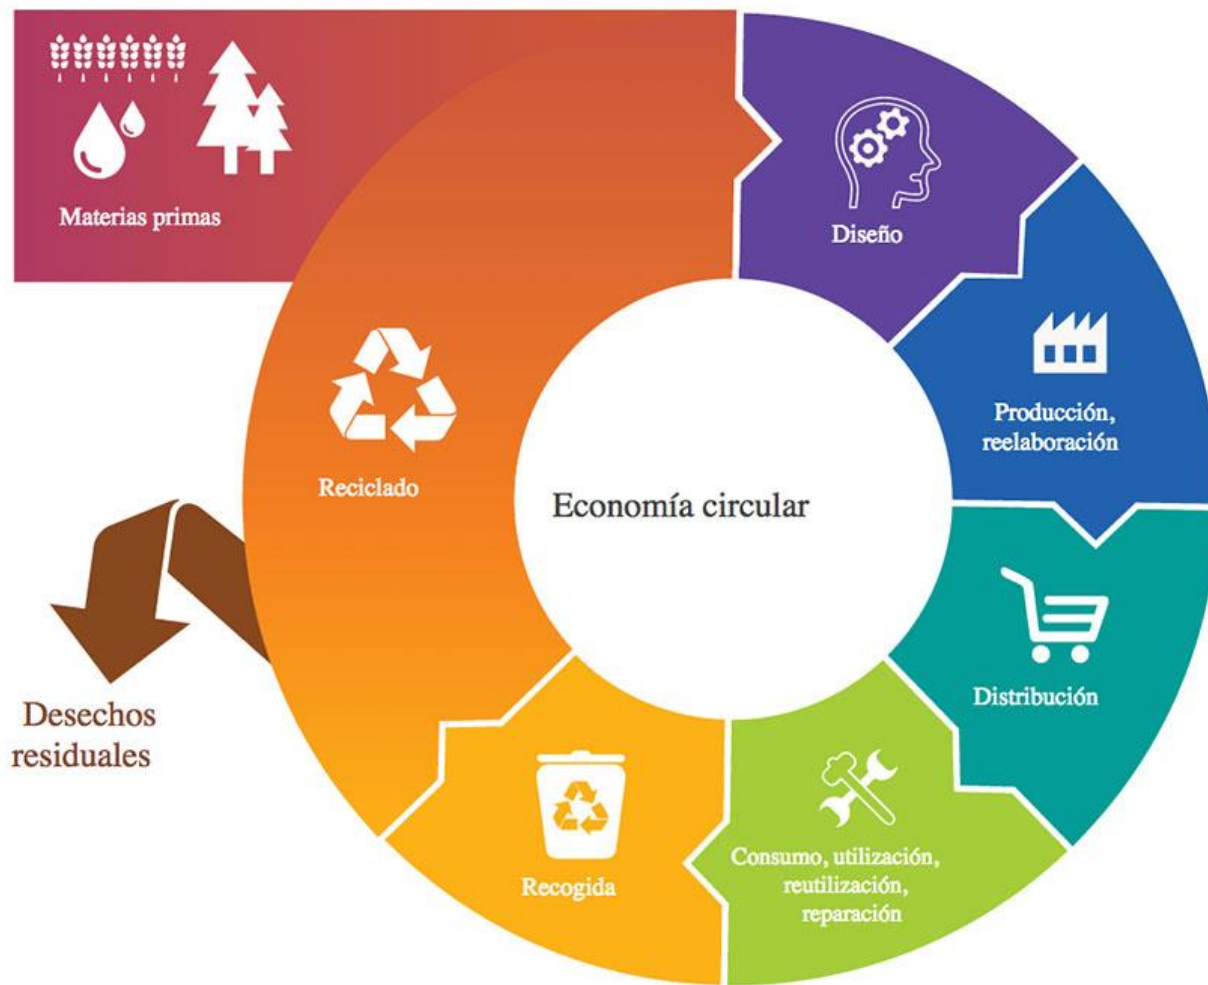 Materias primas
Diseño
Producción,
reelaboración
Reciclado
Economía circular
Distribución
Desechos
residuales
Consumo, utilización,
reutilización,
reparación
Recogida